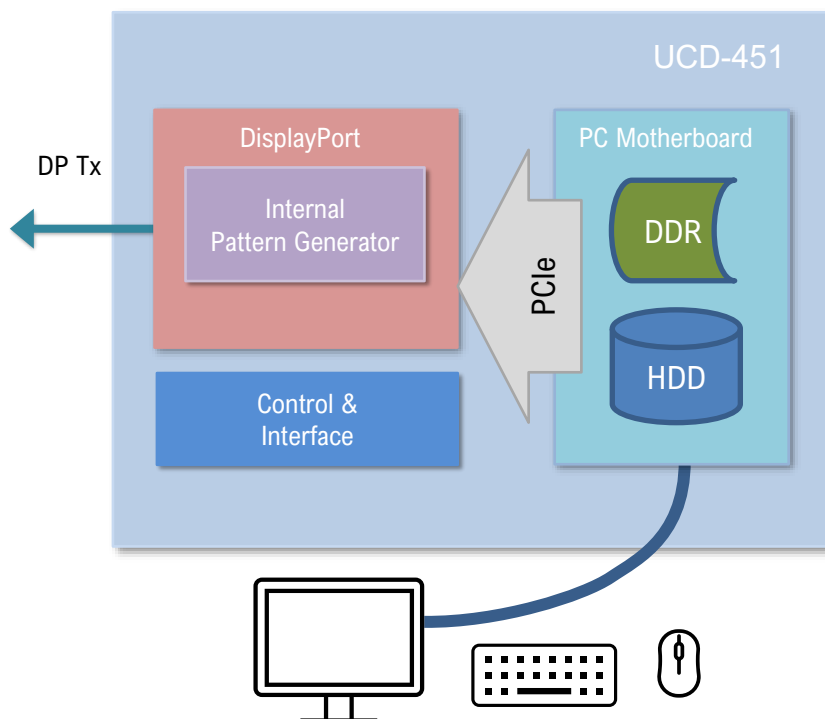 UCD-451
DP Tx
DisplayPort
Internal
Pattern Generator
PCIe
PC Motherboard
DDR
HDD
Control &
Interface